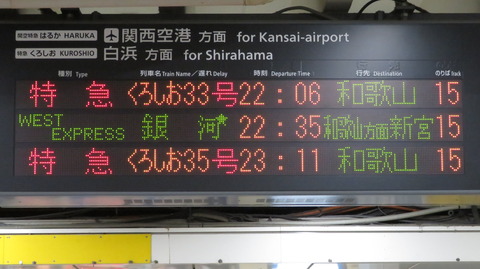 関空特急 はるか HARUKA 関西空港 方面 for Kansai-airport
特急 くろしお KUROSHIO 白浜 方面 for Shirahama
種別 Type 列車名 Train Name / 遅れ Delay 時刻 Departure Time 行先 Destination のりば Track
特急 くろしお33号 22:06 和歌山 15
WEST EXPRESS 銀河 22:35 和歌山方面新宮 15
特急 くろしお35号 23:11 和歌山 15